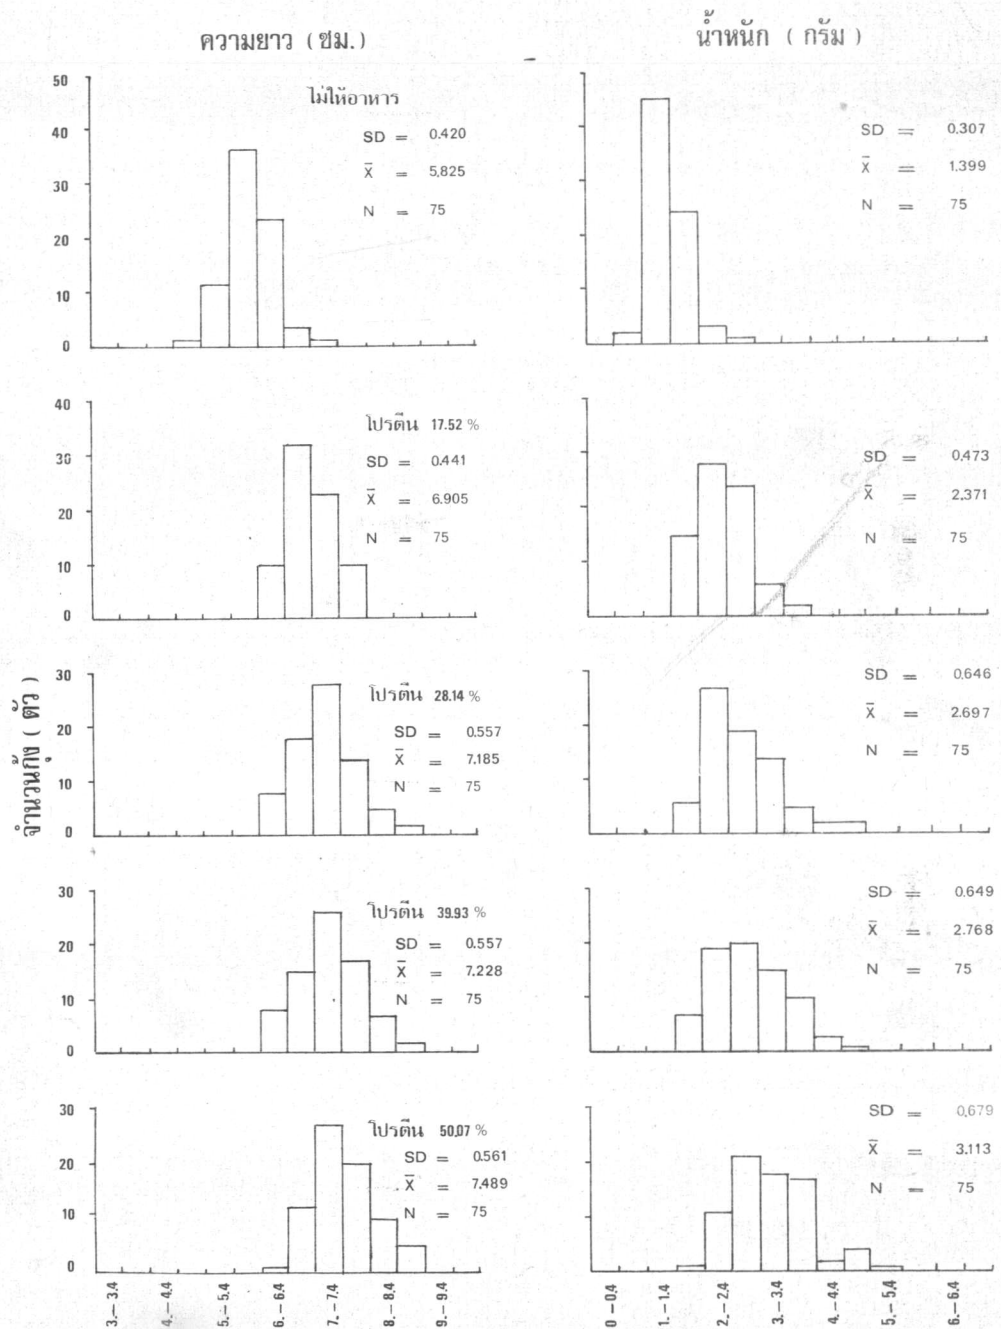 ความยาว ( ซม.)
น้ำหนัก ( กรัม )
จำนวนกุ้ง ( ตัว )
50
40
30
20
10
0
ไม่ให้อาหาร
SD = 0.420
X̄ = 5.825
N = 75
SD = 0.307
X̄ = 1.399
N = 75
40
30
20
10
0
โปรตีน 17.52 %
SD = 0.441
X̄ = 6.905
N = 75
SD = 0.473
X̄ = 2.371
N = 75
30
20
10
0
โปรตีน 28.14 %
SD = 0.557
X̄ = 7.185
N = 75
SD = 0.646
X̄ = 2.697
N = 75
30
20
10
0
โปรตีน 39.93 %
SD = 0.557
X̄ = 7.228
N = 75
SD = 0.649
X̄ = 2.768
N = 75
30
20
10
0
โปรตีน 50.07 %
SD = 0.561
X̄ = 7.489
N = 75
SD = 0.679
X̄ = 3.113
N = 75
3. – 3.4
4. – 4.4
5. – 5.4
6. – 6.4
7. – 7.4
8. – 8.4
9. – 9.4
0 – 0.4
1. – 1.4
2. – 2.4
3. – 3.4
4. – 4.4
5. – 5.4
6. – 6.4